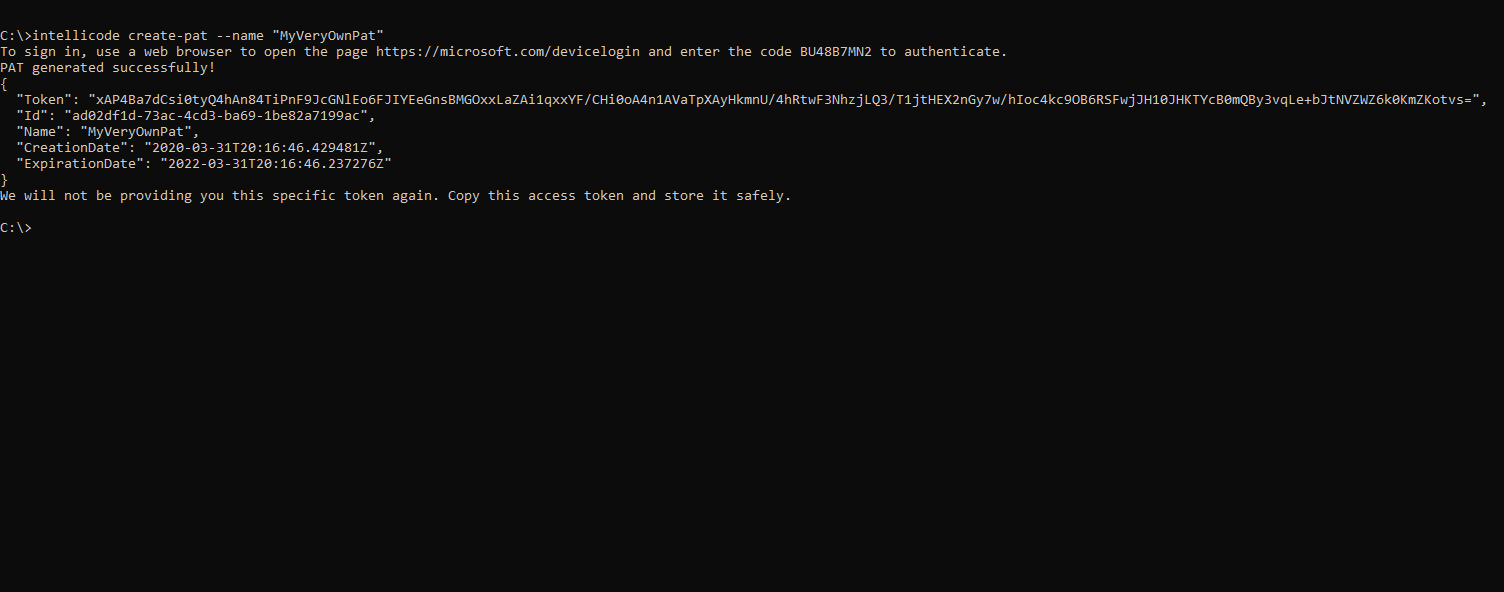 C:\>intellicode create-pat --name "MyVeryOwnPat"
To sign in, use a web browser to open the page https://microsoft.com/devicelogin and enter the code BU48B7MN2 to authenticate.
PAT generated successfully!
{
  "Token": "xAP4Ba7dCsi0tyQ4hAn84TiPnF9JcGNlEo6FJIYEeGnsBMGOxxLaZAi1qxxYF/CHi0oA4n1AVaTpXAyHkmnU/4hRtwF3NhzjLQ3/T1jtHEX2nGy7w/hIoc4kc9OB6RSFwjJH10JHKTYcB0mQBy3vqLe+bJtNVZWZ6k0KmZKotvs=",
  "Id": "ad02df1d-73ac-4cd3-ba69-1be82a7199ac",
  "Name": "MyVeryOwnPat",
  "CreationDate": "2020-03-31T20:16:46.429481Z",
  "ExpirationDate": "2022-03-31T20:16:46.237276Z"
}
We will not be providing you this specific token again. Copy this access token and store it safely.
C:\>